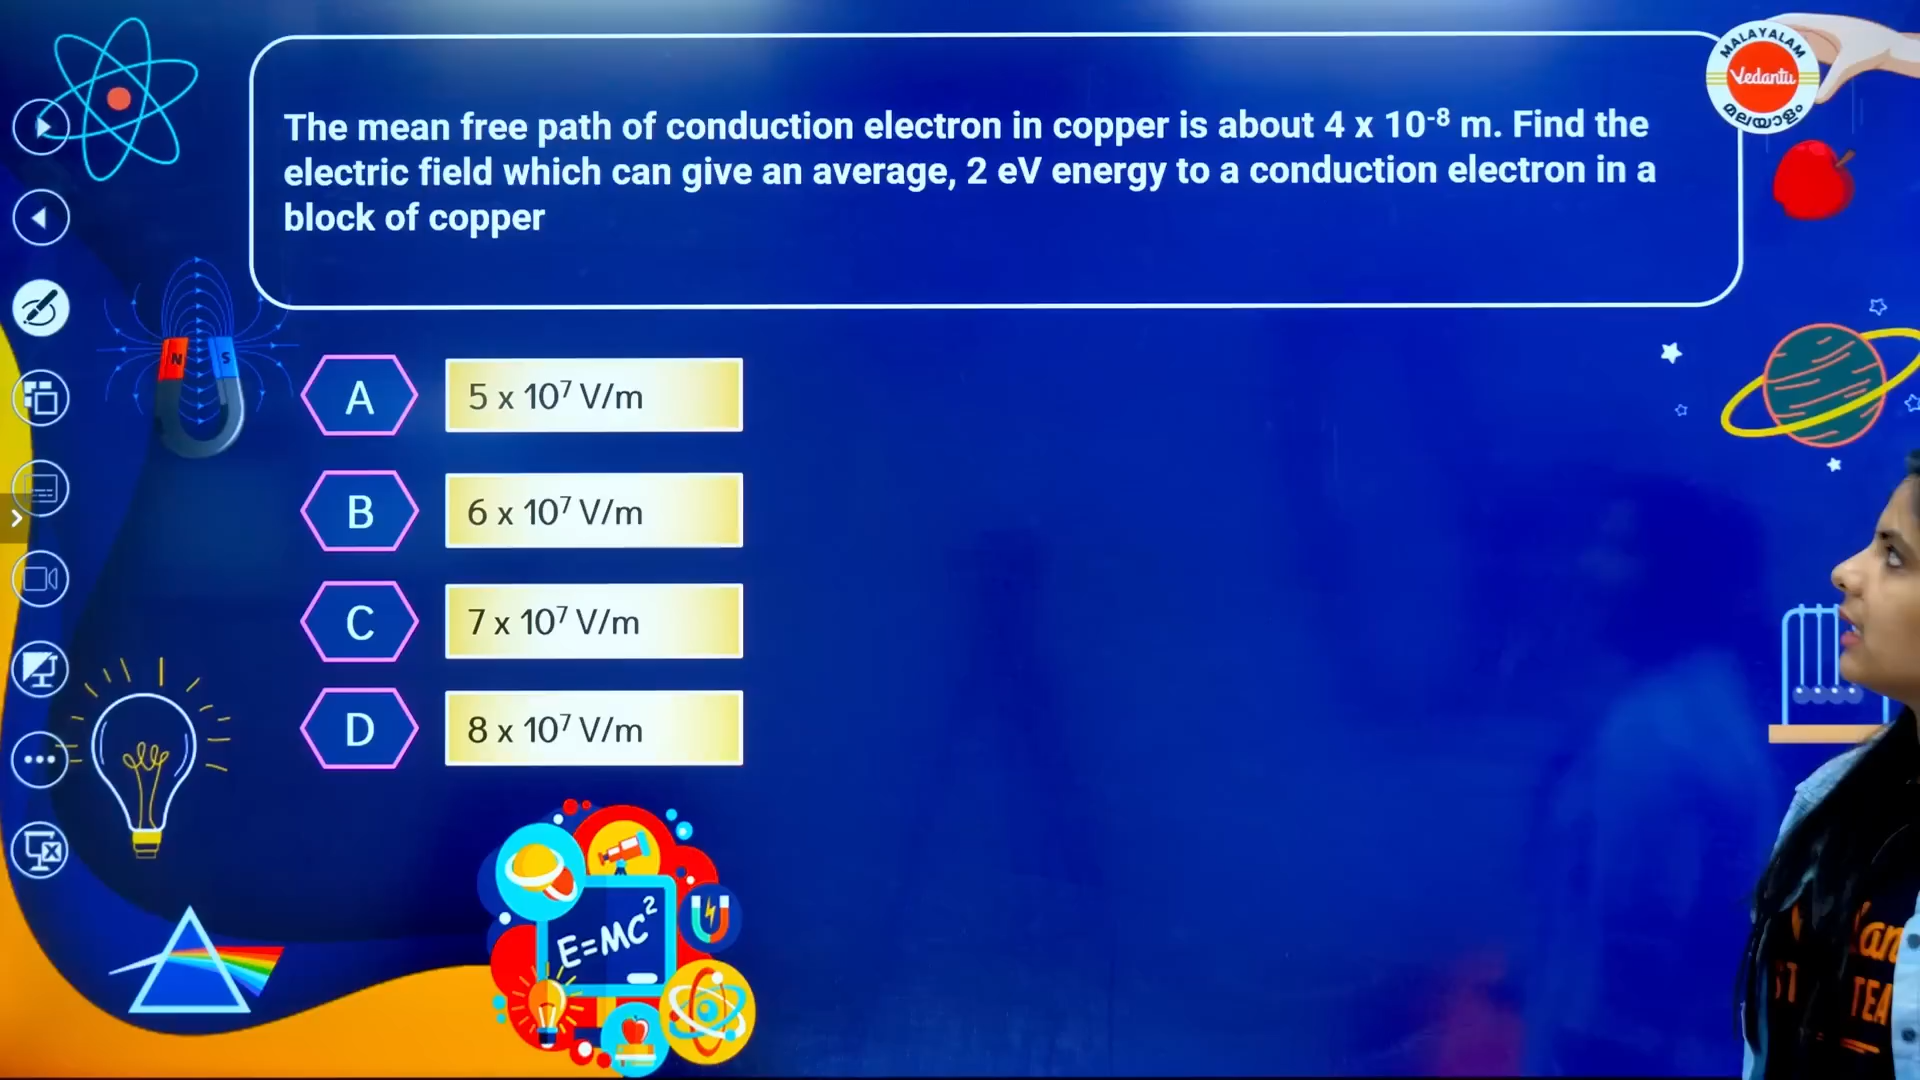 MALAYALAM
Vedantu
മലയാളം
The mean free path of conduction electron in copper is about 4 x 10⁻⁸ m. Find the
electric field which can give an average, 2 eV energy to a conduction electron in a
block of copper
N S
A 5 x 10⁷ V/m
B 6 x 10⁷ V/m
C 7 x 10⁷ V/m
D 8 x 10⁷ V/m
E=MC²